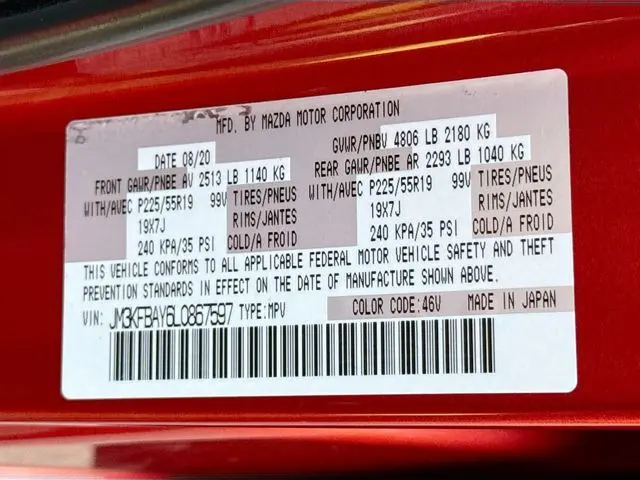 MFD. BY MAZDA MOTOR CORPORATION
DATE 08/20
GVWR/PNBV 4806 LB 2180 KG
FRONT GAWR/PNBE AV 2513 LB 1140 KG
REAR GAWR/PNBE AR 2293 LB 1040 KG
WITH/AVEC P225/55R19 99V TIRES/PNEUS
19X7J RIMS/JANTES
240 KPA/35 PSI COLD/A FROID
WITH/AVEC P225/55R19 99V TIRES/PNEUS
19X7J RIMS/JANTES
240 KPA/35 PSI COLD/A FROID
THIS VEHICLE CONFORMS TO ALL APPLICABLE FEDERAL MOTOR VEHICLE SAFETY AND THEFT
PREVENTION STANDARDS IN EFFECT ON THE DATE OF MANUFACTURE SHOWN ABOVE.
VIN: JM3KFBAY6L0867597 TYPE:MPV COLOR CODE:46V MADE IN JAPAN